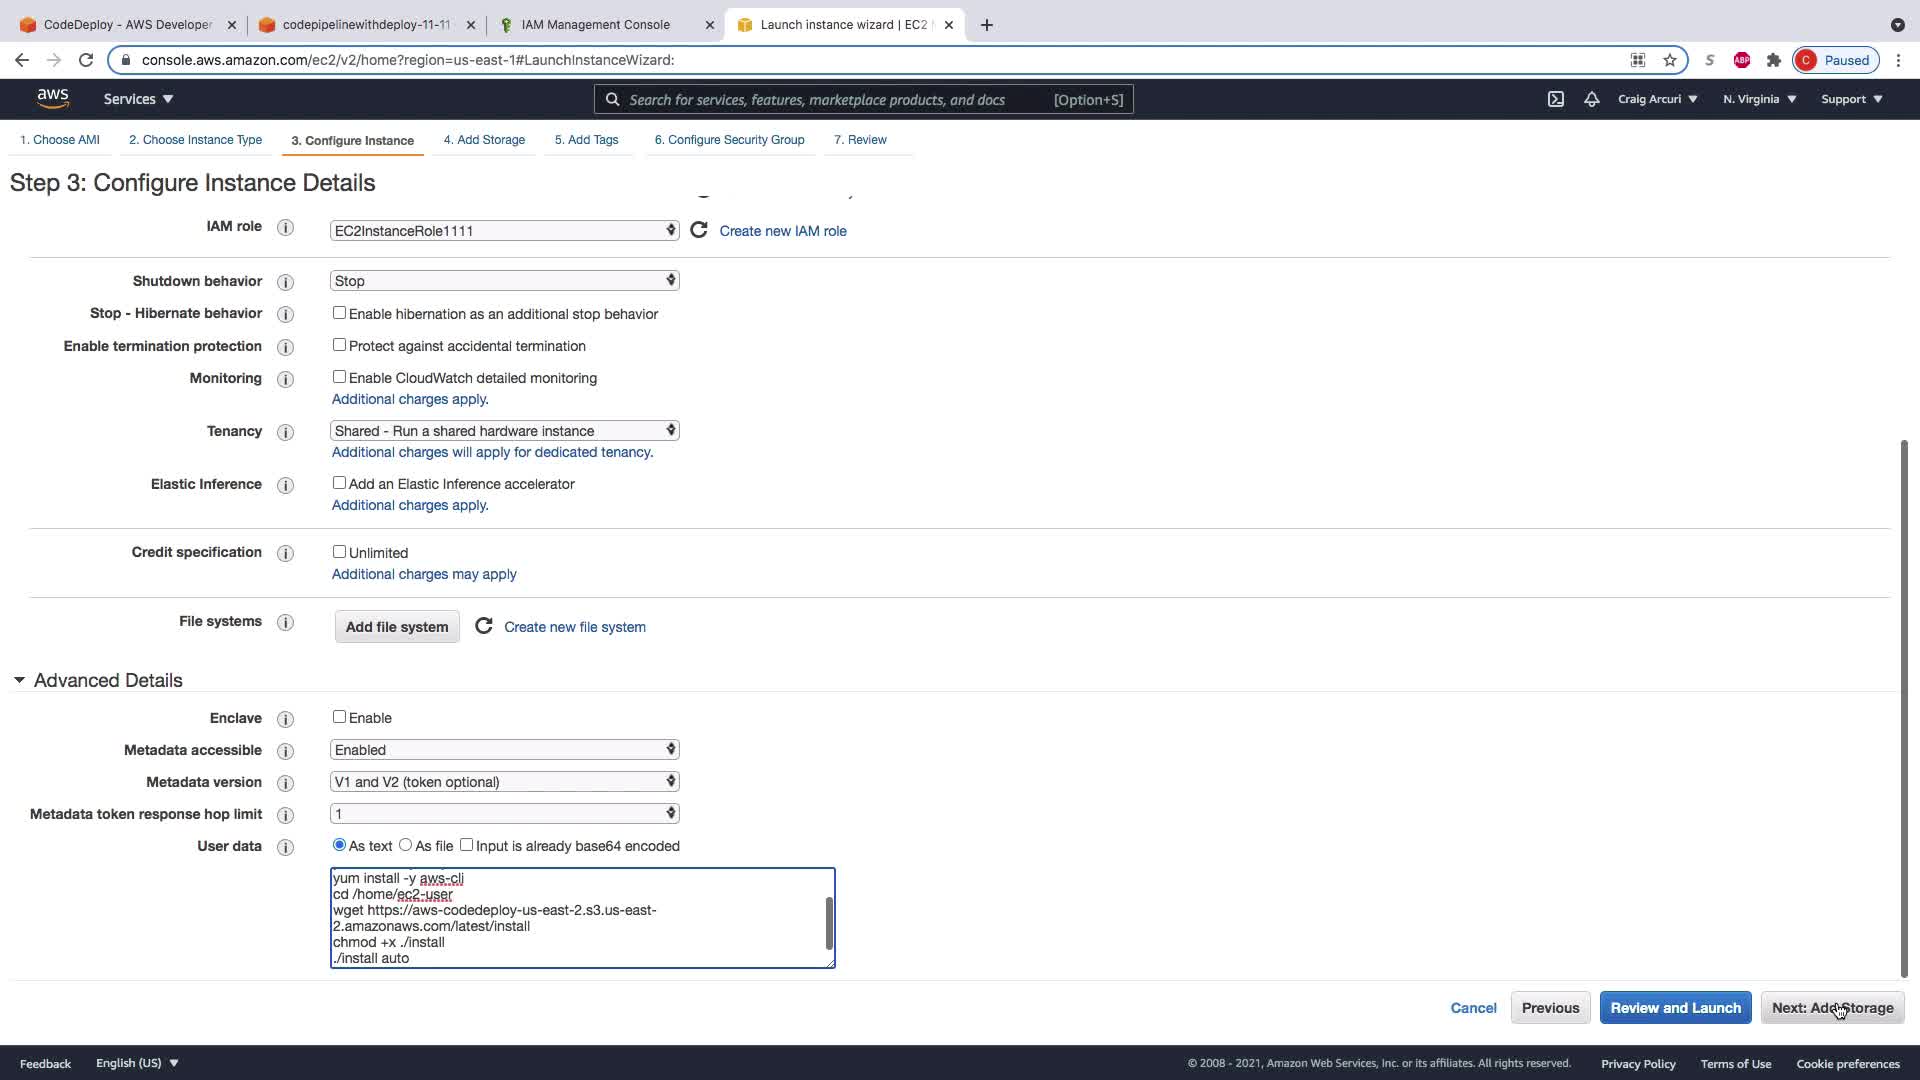 CodeDeploy - AWS Developer
codepipelinewithdeploy-11-11
IAM Management Console
Launch instance wizard | EC2
console.aws.amazon.com/ec2/v2/home?region=us-east-1#LaunchInstanceWizard:
S
ABP
C Paused
aws
Services
Search for services, features, marketplace products, and docs [Option+S]
Craig Arcuri
N. Virginia
Support
1. Choose AMI
2. Choose Instance Type
3. Configure Instance
4. Add Storage
5. Add Tags
6. Configure Security Group
7. Review
Step 3: Configure Instance Details
IAM role
EC2InstanceRole1111
Create new IAM role
Shutdown behavior
Stop
Stop - Hibernate behavior
Enable hibernation as an additional stop behavior
Enable termination protection
Protect against accidental termination
Monitoring
Enable CloudWatch detailed monitoring
Additional charges apply.
Tenancy
Shared - Run a shared hardware instance
Additional charges will apply for dedicated tenancy.
Elastic Inference
Add an Elastic Inference accelerator
Additional charges apply.
Credit specification
Unlimited
Additional charges may apply
File systems
Add file system
Create new file system
Advanced Details
Enclave
Enable
Metadata accessible
Enabled
Metadata version
V1 and V2 (token optional)
Metadata token response hop limit
1
User data
As text As file Input is already base64 encoded
yum install -y aws-cli
cd /home/ec2-user
wget https://aws-codedeploy-us-east-2.s3.us-east-
2.amazonaws.com/latest/install
chmod +x ./install
./install auto
Cancel
Previous
Review and Launch
Next: Add Storage
Feedback
English (US)
© 2008 - 2021, Amazon Web Services, Inc. or its affiliates. All rights reserved.
Privacy Policy
Terms of Use
Cookie preferences